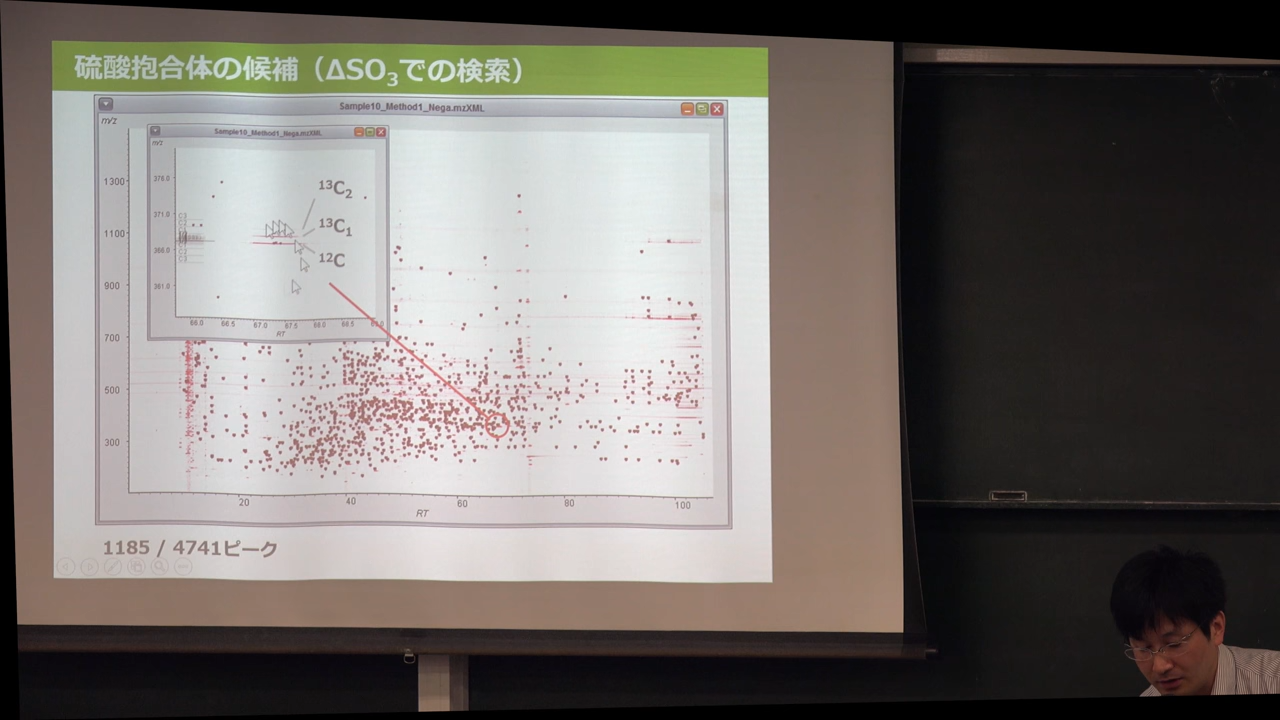 硫酸抱合体の候補（ΔSO₃での検索）
Sample10_Method1_Nega.mzXML
m/z
1300
1100
900
700
500
300
20 40 60 80 100
RT
Sample10_Method1_Nega.mzXML
m/z
376.0
371.0
366.0
361.0
66.0 66.5 67.0 67.5 68.0 68.5
RT
¹³C₂
¹³C₁
¹²C
1185 / 4741ピーク